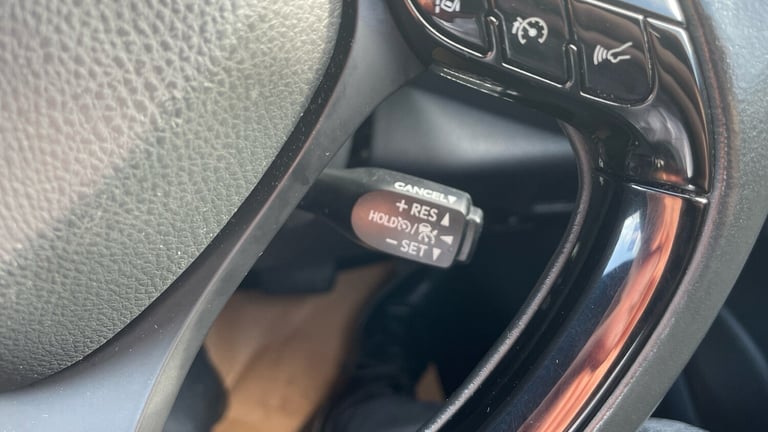 CANCEL▼
+RES▲
HOLD /
−SET▼